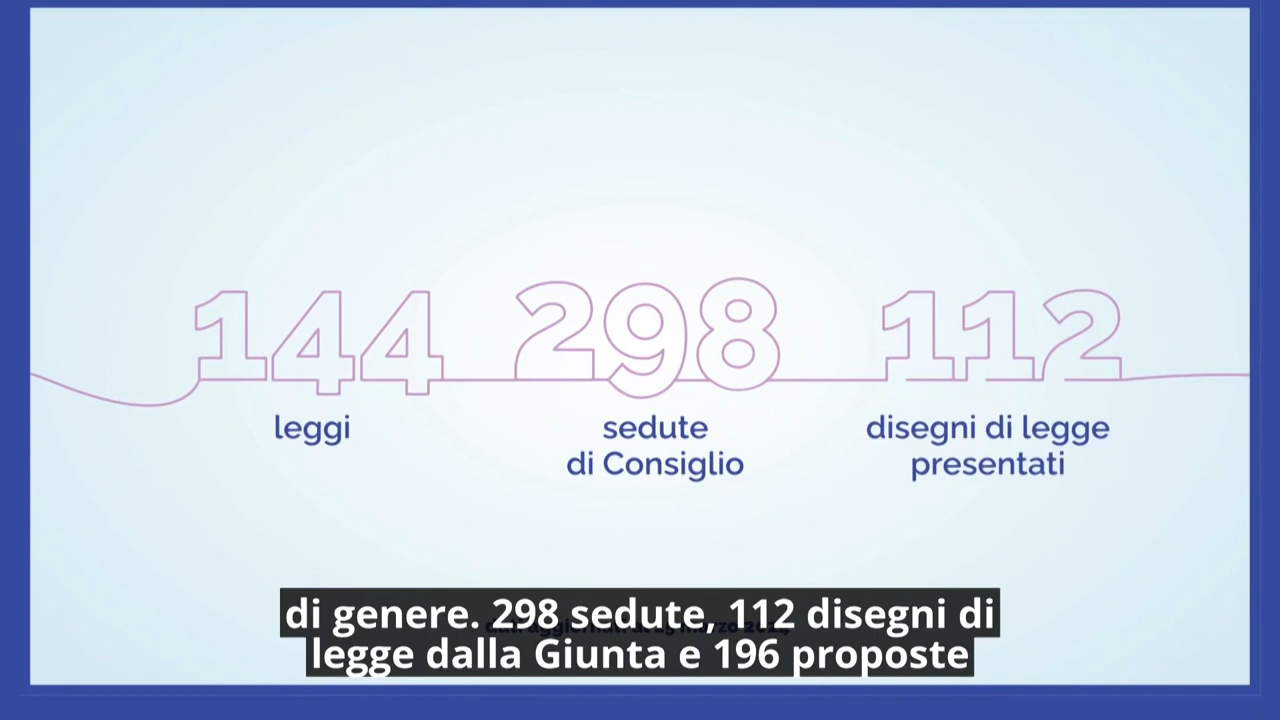 144 298 112
leggi sedute disegni di legge
di Consiglio presentati
di genere. 298 sedute, 112 disegni di
legge dalla Giunta e 196 proposte